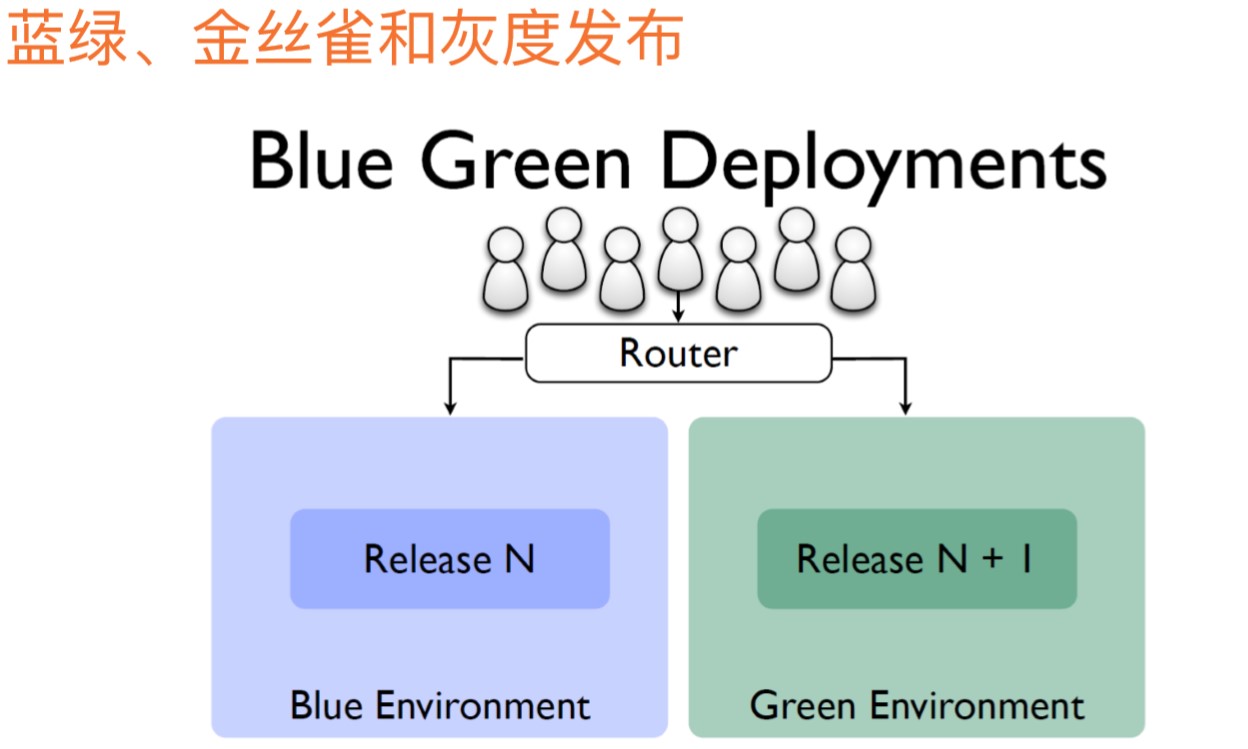 蓝绿、金丝雀和灰度发布
Blue Green Deployments
Router
Release N
Release N + 1
Blue Environment
Green Environment